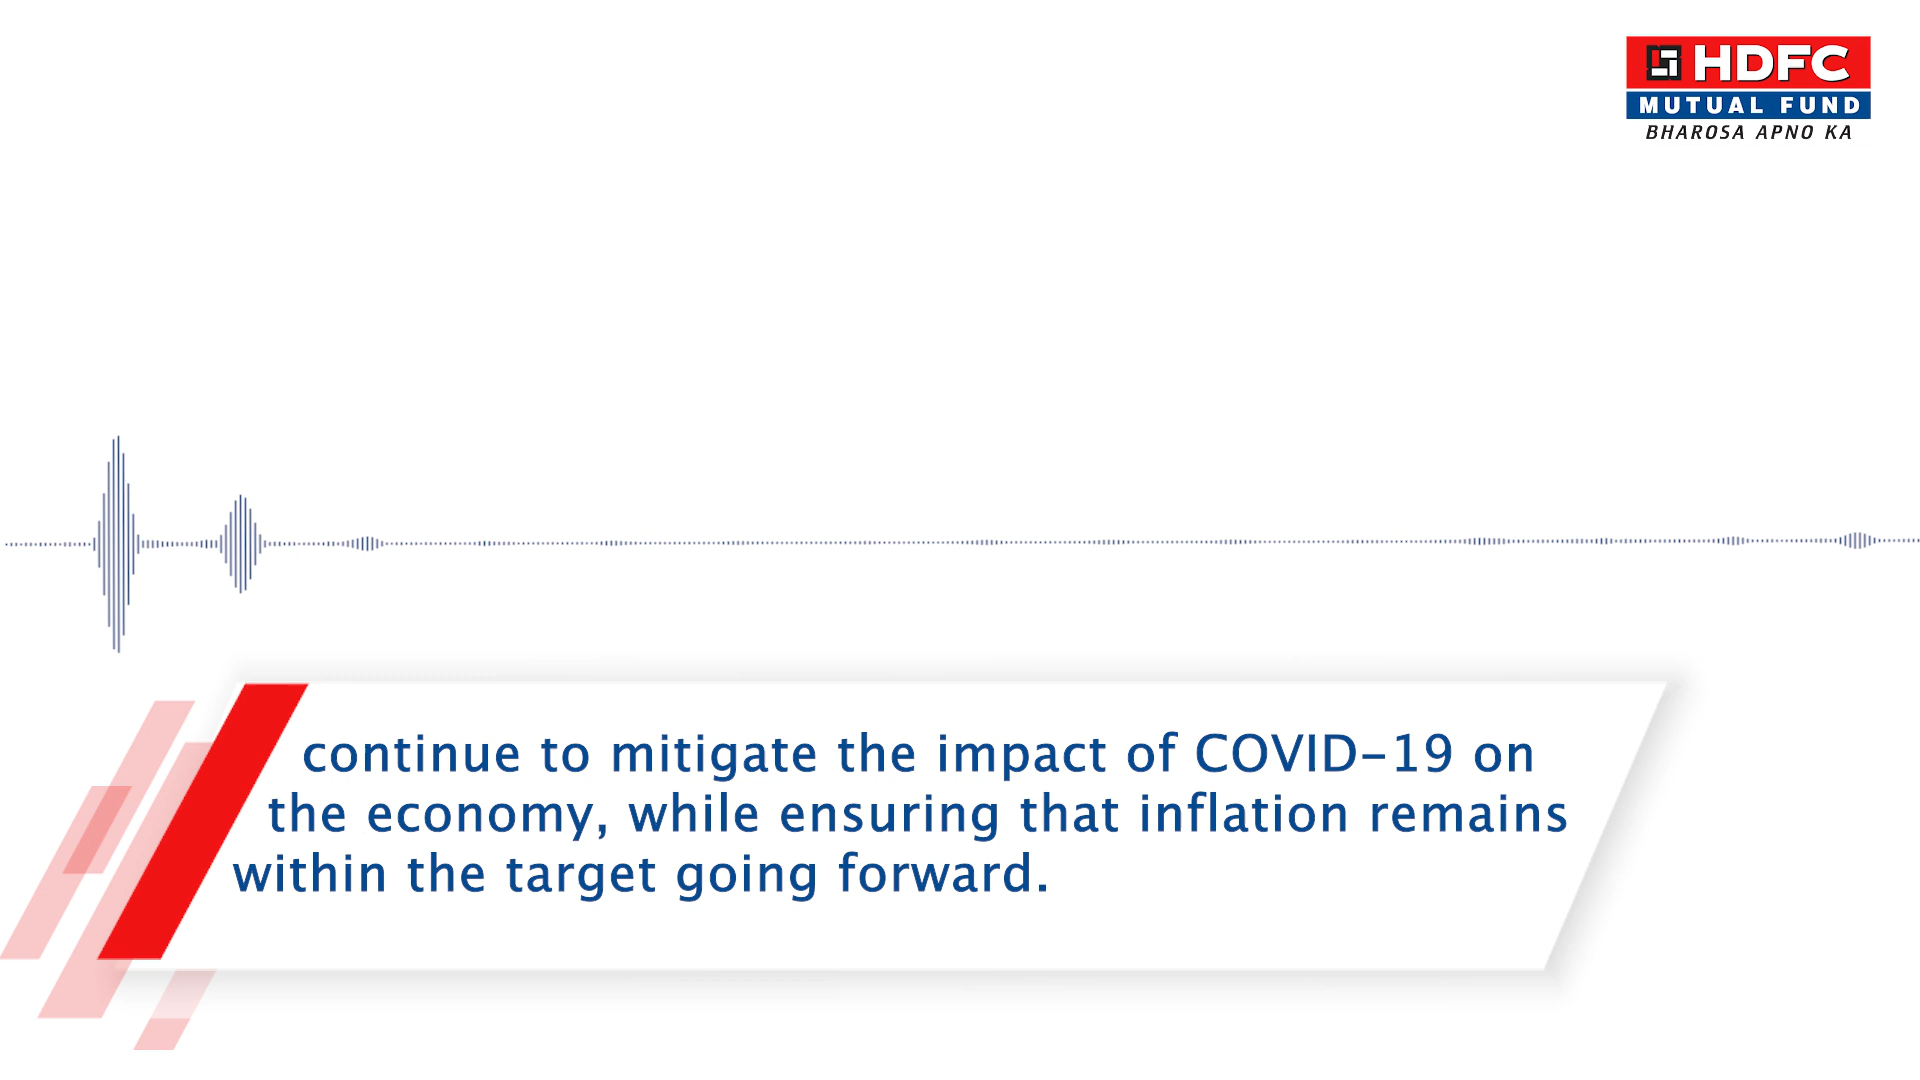 HDFC
MUTUAL FUND
BHAROSA APNO KA
continue to mitigate the impact of COVID-19 on
the economy, while ensuring that inflation remains
within the target going forward.